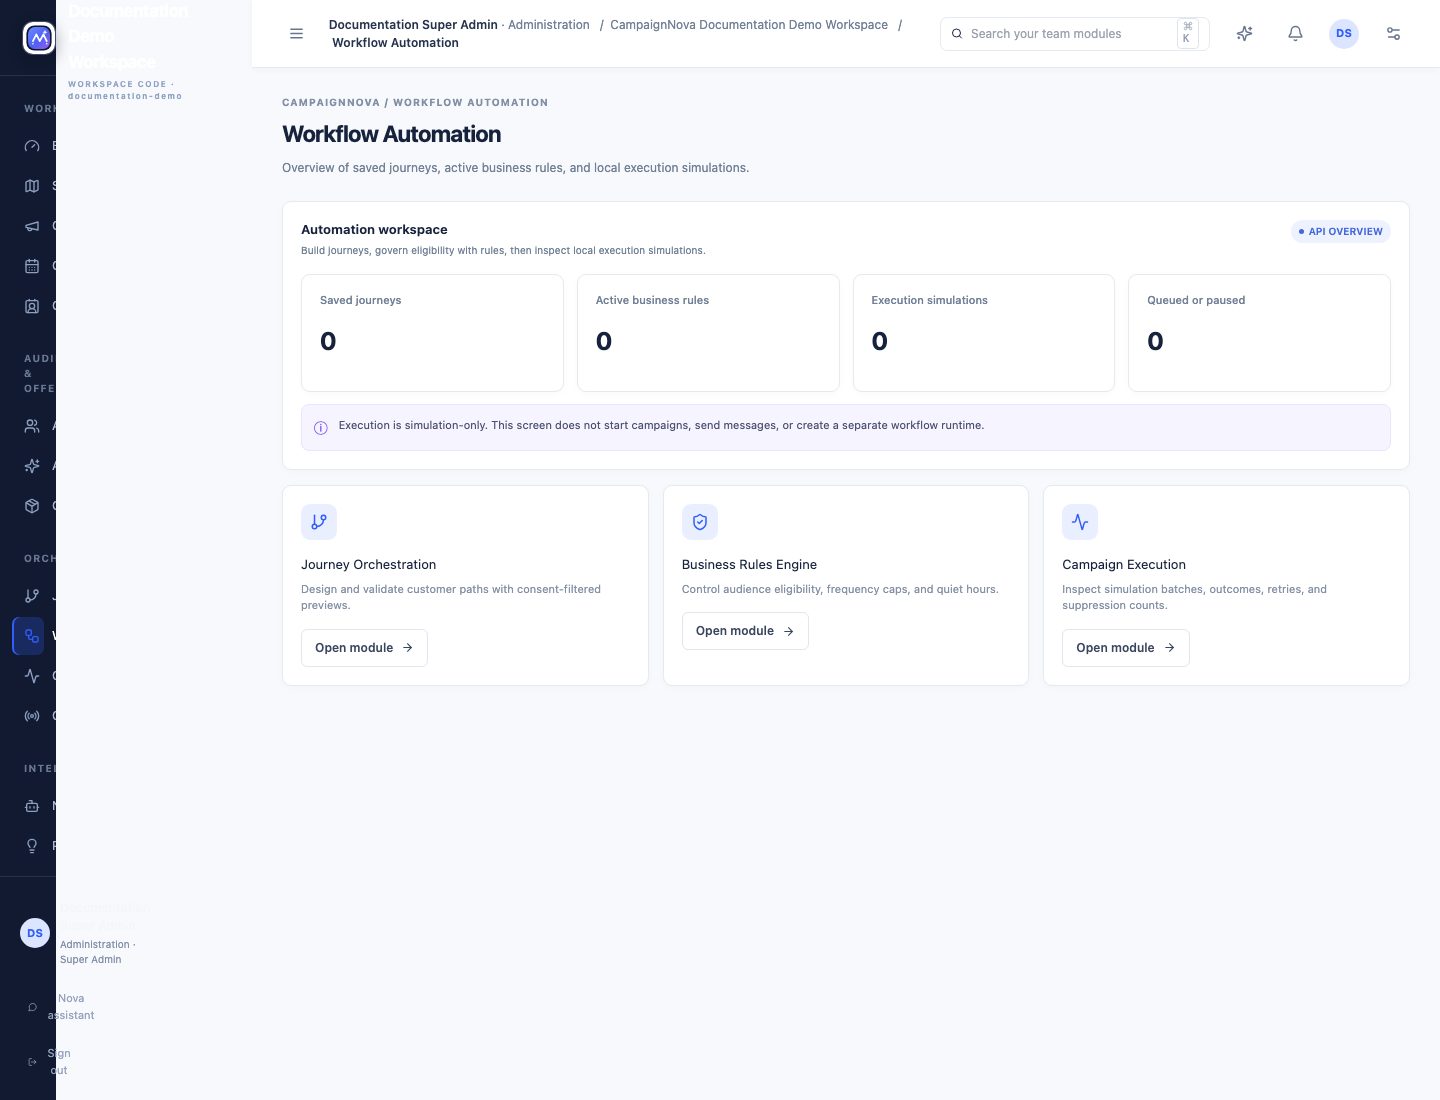 Documentation
Demo
Workspace
WORKSPACE CODE ·
documentation-demo
AUDI
&
OFFE
Documentation
Super Admin
DS
Administration ·
Super Admin
Nova
assistant
Sign
out
Documentation Super Admin · Administration / CampaignNova Documentation Demo Workspace /
Workflow Automation
Search your team modules
⌘
K
DS
CAMPAIGNNOVA / WORKFLOW AUTOMATION
Workflow Automation
Overview of saved journeys, active business rules, and local execution simulations.
Automation workspace
API OVERVIEW
Build journeys, govern eligibility with rules, then inspect local execution simulations.
Saved journeys
0
Active business rules
0
Execution simulations
0
Queued or paused
0
Execution is simulation-only. This screen does not start campaigns, send messages, or create a separate workflow runtime.
Journey Orchestration
Design and validate customer paths with consent-filtered
previews.
Open module
Business Rules Engine
Control audience eligibility, frequency caps, and quiet hours.
Open module
Campaign Execution
Inspect simulation batches, outcomes, retries, and
suppression counts.
Open module